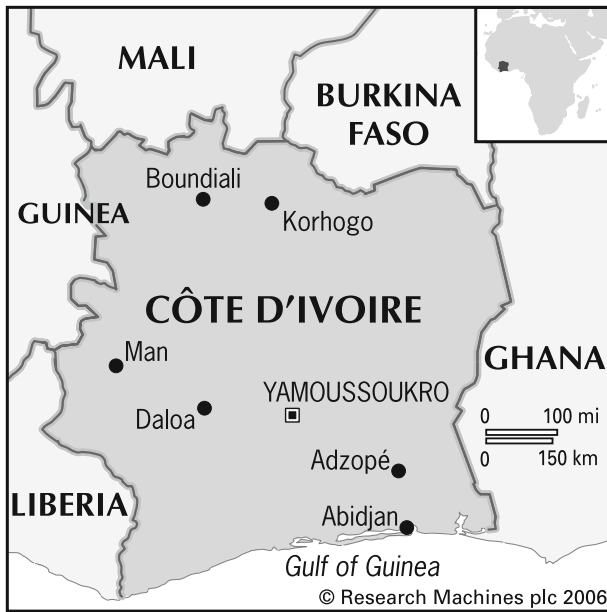 MALI
BURKINA
FASO
Boundiali
GUINEA
Korhogo
CÔTE D'IVOIRE
Man
GHANA
YAMOUSSOUKRO
Daloa
0 100 mi
0 150 km
Adzopé
LIBERIA
Abidjan
Gulf of Guinea
© Research Machines plc 2006